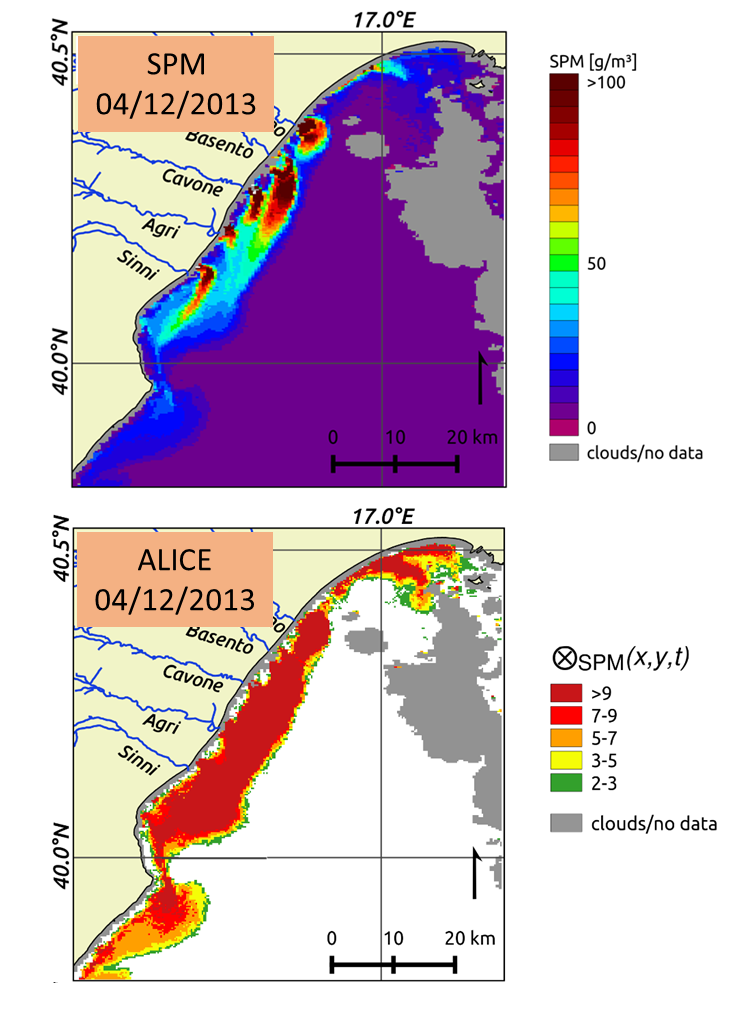 17.0°E
40.5°N
SPM
04/12/2013
Basento
Cavone
Agri
Sinni
40.0°N
0 10 20 km
SPM [g/m³]
>100
50
0
clouds/no data
17.0°E
40.5°N
ALICE
04/12/2013
Basento
Cavone
Agri
Sinni
40.0°N
0 10 20 km
⊗SPM(x,y,t)
>9
7-9
5-7
3-5
2-3
clouds/no data